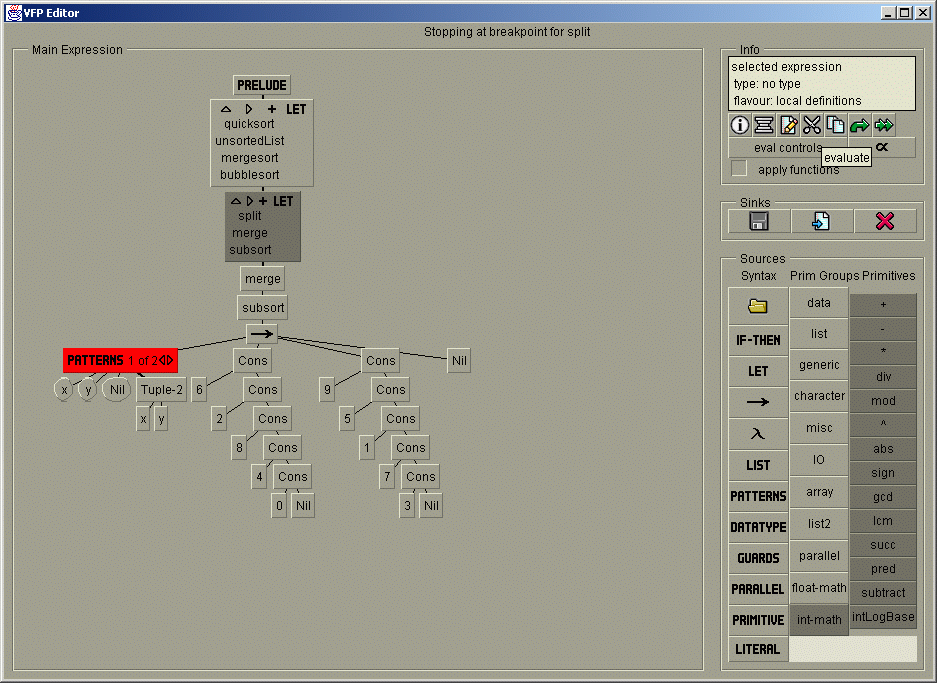 VFP Editor
Stopping at breakpoint for split
Main Expression
PRELUDE
LET
quicksort
unsortedList
mergesort
bubblesort
LET
split
merge
subsort
merge
subsort
PATTERNS 1 of 2
Cons
Cons
Nil
x
y
Nil
Tuple-2
6
Cons
9
Cons
x
y
2
Cons
5
Cons
8
Cons
1
Cons
4
Cons
7
Cons
0
Nil
3
Nil
Info
selected expression
type: no type
flavour: local definitions
eval controls
α
evaluate
apply functions
Sinks
Sources
Syntax
Prim Groups
Primitives
IF-THEN
LET
λ
LIST
PATTERNS
DATATYPE
GUARDS
PARALLEL
PRIMITIVE
LITERAL
data
list
generic
character
misc
IO
array
list2
parallel
float-math
int-math
+
-
*
div
mod
^
abs
sign
gcd
lcm
succ
pred
subtract
intLogBase